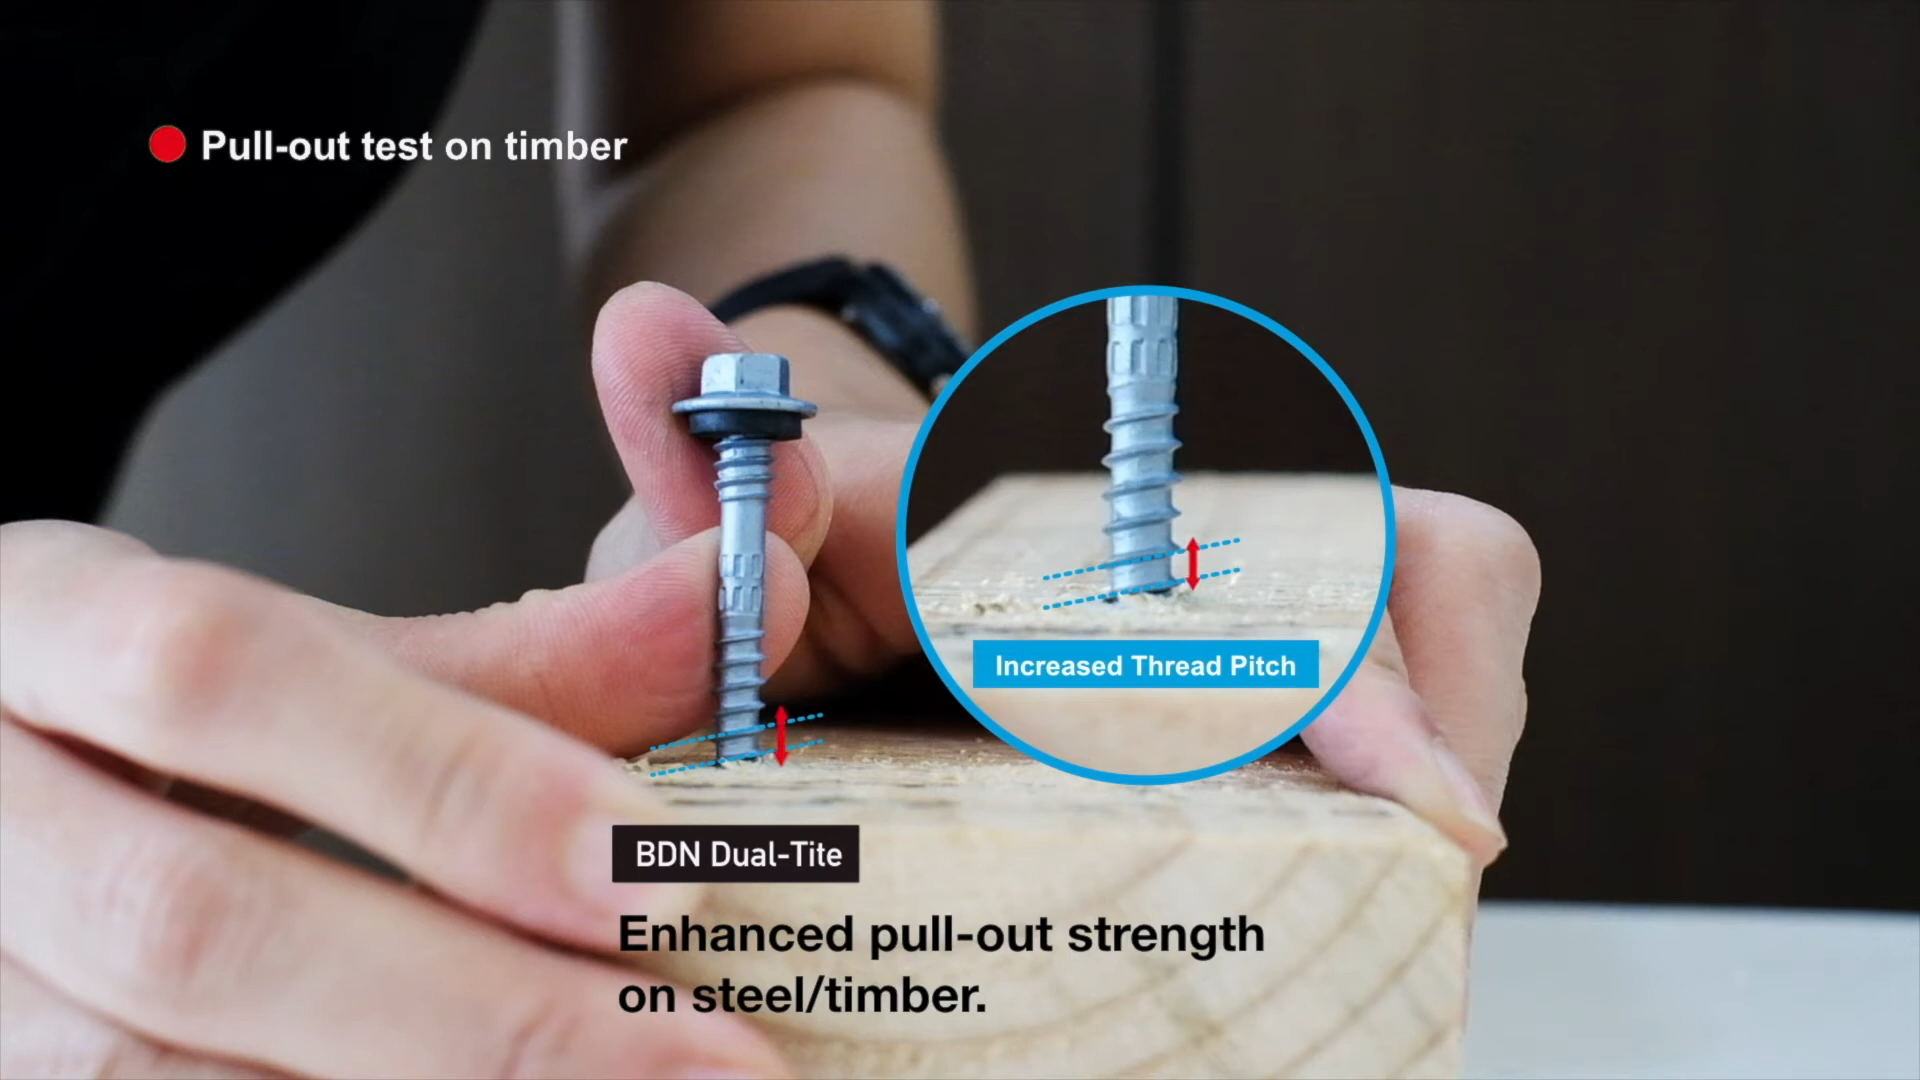 Pull-out test on timber
Increased Thread Pitch
BDN Dual-Tite
Enhanced pull-out strength
on steel/timber.